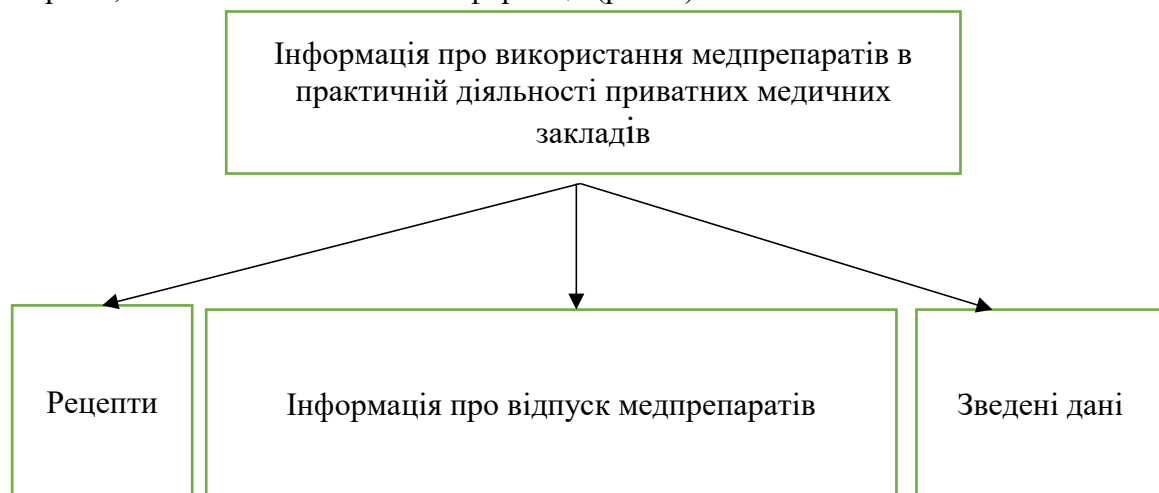 Інформація про використання медпрепаратів в
практичній діяльності приватних медичних
закладів
Рецепти
Інформація про відпуск медпрепаратів
Зведені дані